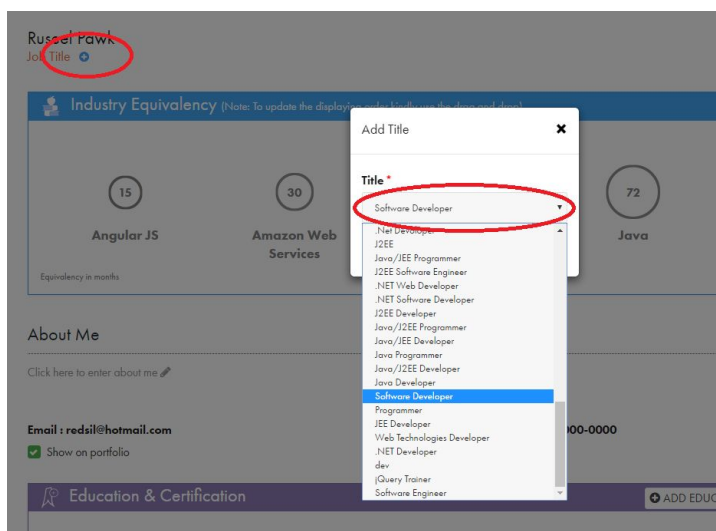 Russel Pawk
Job Title
Industry Equivalency (Note: To update the displaying order kindly use the drag and drop)
Add Title
Title *
Software Developer
15
30
72
Angular JS
Amazon Web
Services
Java
Equivalency in months
.Net Developer
J2EE
Java/JEE Programmer
J2EE Software Engineer
.NET Web Developer
.NET Software Developer
J2EE Developer
Java/J2EE Programmer
Java/JEE Developer
Java Programmer
Java/J2EE Developer
Java Developer
Software Developer
Programmer
JEE Developer
Web Technologies Developer
.NET Developer
dev
jQuery Trainer
Software Engineer
About Me
Click here to enter about me
Email : redsil@hotmail.com
000-0000
Show on portfolio
Education & Certification
ADD EDUC